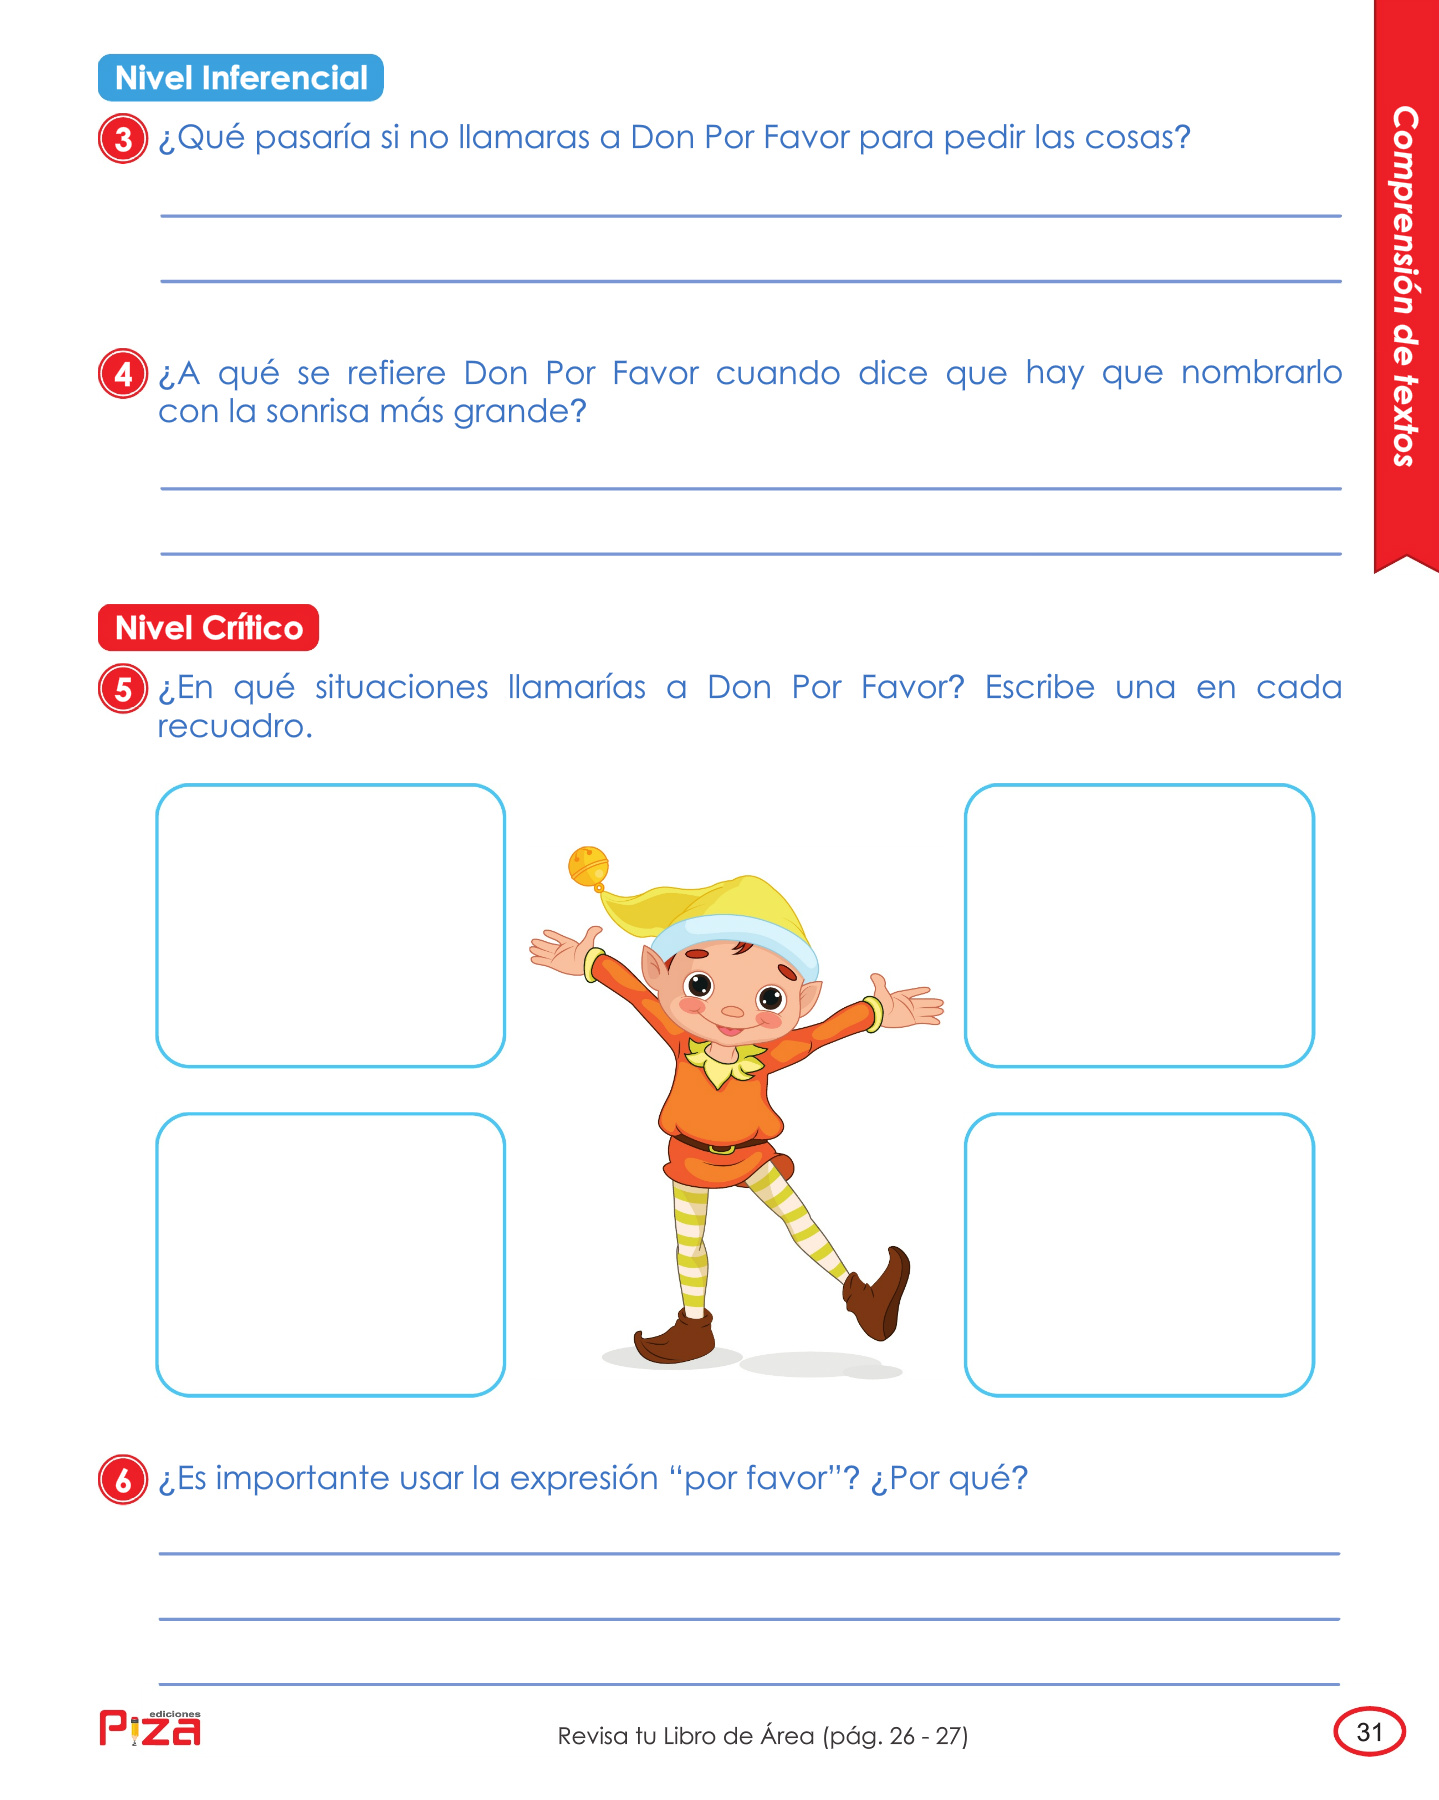 Nivel Inferencial
3 ¿Qué pasaría si no llamaras a Don Por Favor para pedir las cosas?
4 ¿A qué se refiere Don Por Favor cuando dice que hay que nombrarlo
con la sonrisa más grande?
Nivel Crítico
5 ¿En qué situaciones llamarías a Don Por Favor? Escribe una en cada
recuadro.
6 ¿Es importante usar la expresión “por favor”? ¿Por qué?
Comprensión de textos
ediciones
Piza
Revisa tu Libro de Área (pág. 26 - 27)
31